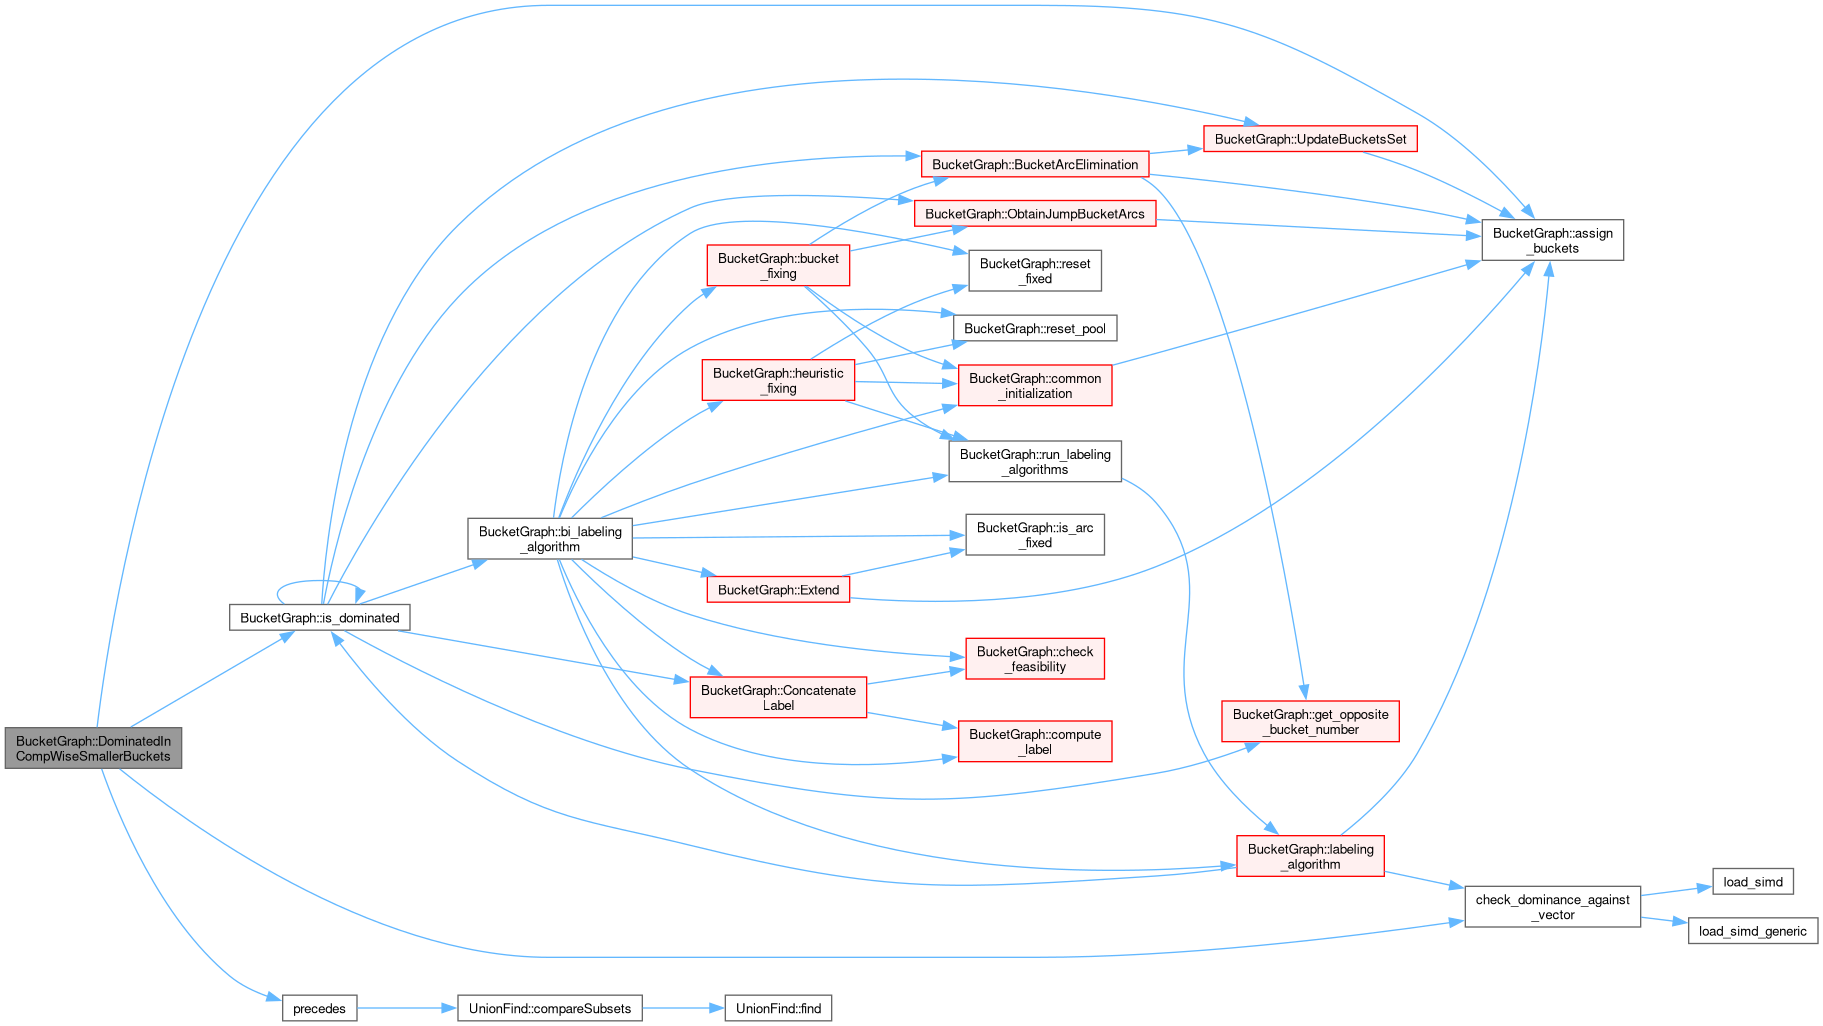 BucketGraph::DominatedIn
CompWiseSmallerBuckets
BucketGraph::is_dominated
precedes
BucketGraph::bi_labeling
_algorithm
UnionFind::compareSubsets
BucketGraph::bucket
_fixing
BucketGraph::heuristic
_fixing
BucketGraph::Extend
BucketGraph::Concatenate
Label
UnionFind::find
BucketGraph::BucketArcElimination
BucketGraph::ObtainJumpBucketArcs
BucketGraph::reset
_fixed
BucketGraph::reset_pool
BucketGraph::common
_initialization
BucketGraph::run_labeling
_algorithms
BucketGraph::is_arc
_fixed
BucketGraph::check
_feasibility
BucketGraph::compute
_label
BucketGraph::UpdateBucketsSet
BucketGraph::get_opposite
_bucket_number
BucketGraph::labeling
_algorithm
BucketGraph::assign
_buckets
check_dominance_against
_vector
load_simd
load_simd_generic